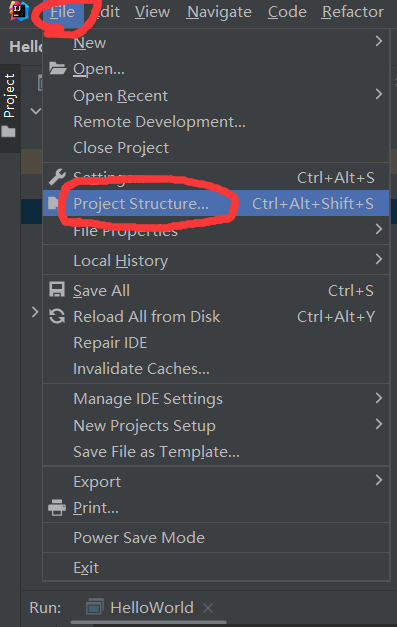 File Edit View Navigate Code Refactor
Hello
Project
New
Open...
Open Recent
Remote Development...
Close Project
Settings... Ctrl+Alt+S
Project Structure... Ctrl+Alt+Shift+S
File Properties
Local History
Save All Ctrl+S
Reload All from Disk Ctrl+Alt+Y
Repair IDE
Invalidate Caches...
Manage IDE Settings
New Projects Setup
Save File as Template...
Export
Print...
Power Save Mode
Exit
Run: HelloWorld